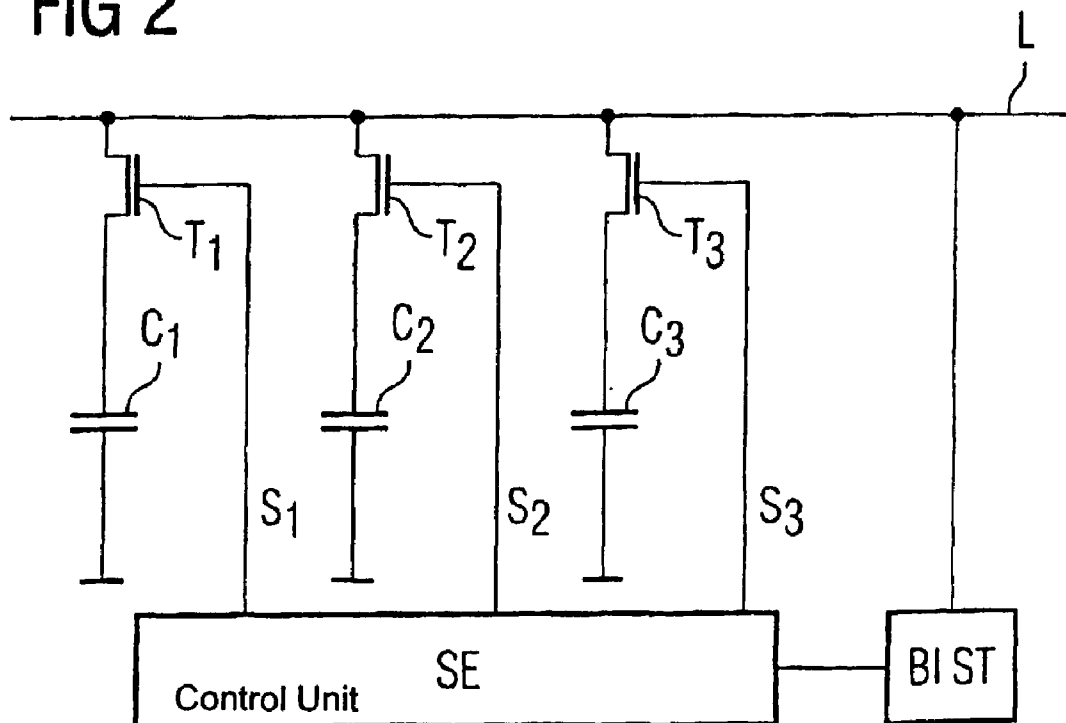 FIG 2
L
T1
T2
T3
C1
C2
C3
S1
S2
S3
SE
BI ST
Control Unit